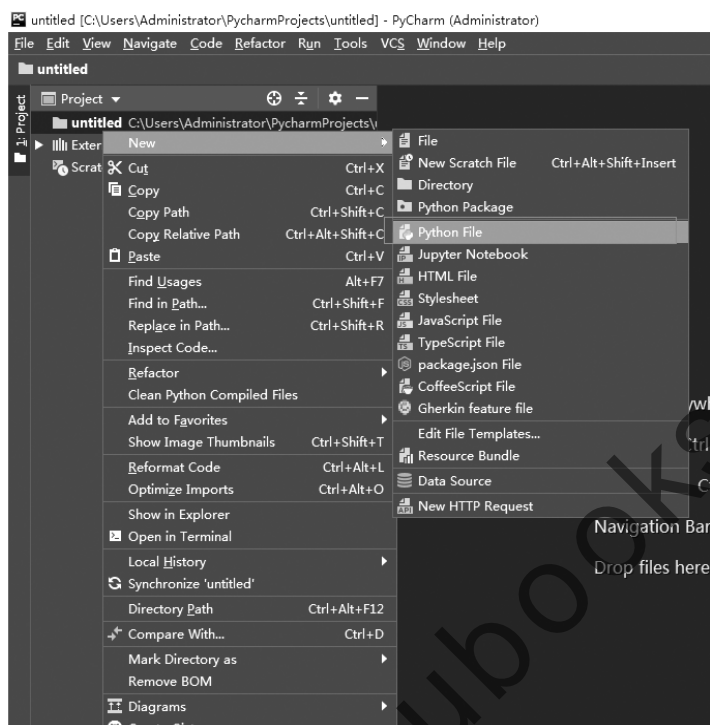 PC untitled [C:\Users\Administrator\PycharmProjects\untitled] - PyCharm (Administrator)
File Edit View Navigate Code Refactor Run Tools VCS Window Help
untitled
1: Project
Project
untitled C:\Users\Administrator\PycharmProjects\
Exter
Scrat
New
Cut Ctrl+X
Copy Ctrl+C
Copy Path Ctrl+Shift+C
Copy Relative Path Ctrl+Alt+Shift+C
Paste Ctrl+V
Find Usages Alt+F7
Find in Path... Ctrl+Shift+F
Replace in Path... Ctrl+Shift+R
Inspect Code...
Refactor
Clean Python Compiled Files
Add to Favorites
Show Image Thumbnails Ctrl+Shift+T
Reformat Code Ctrl+Alt+L
Optimize Imports Ctrl+Alt+O
Show in Explorer
Open in Terminal
Local History
Synchronize 'untitled'
Directory Path Ctrl+Alt+F12
Compare With... Ctrl+D
Mark Directory as
Remove BOM
Diagrams
File
New Scratch File Ctrl+Alt+Shift+Insert
Directory
Python Package
Python File
Jupyter Notebook
HTML File
Stylesheet
JavaScript File
TypeScript File
package.json File
CoffeeScript File
Gherkin feature file
Edit File Templates...
Resource Bundle
Data Source
New HTTP Request
Navigation Bar
Drop files here
ubooks